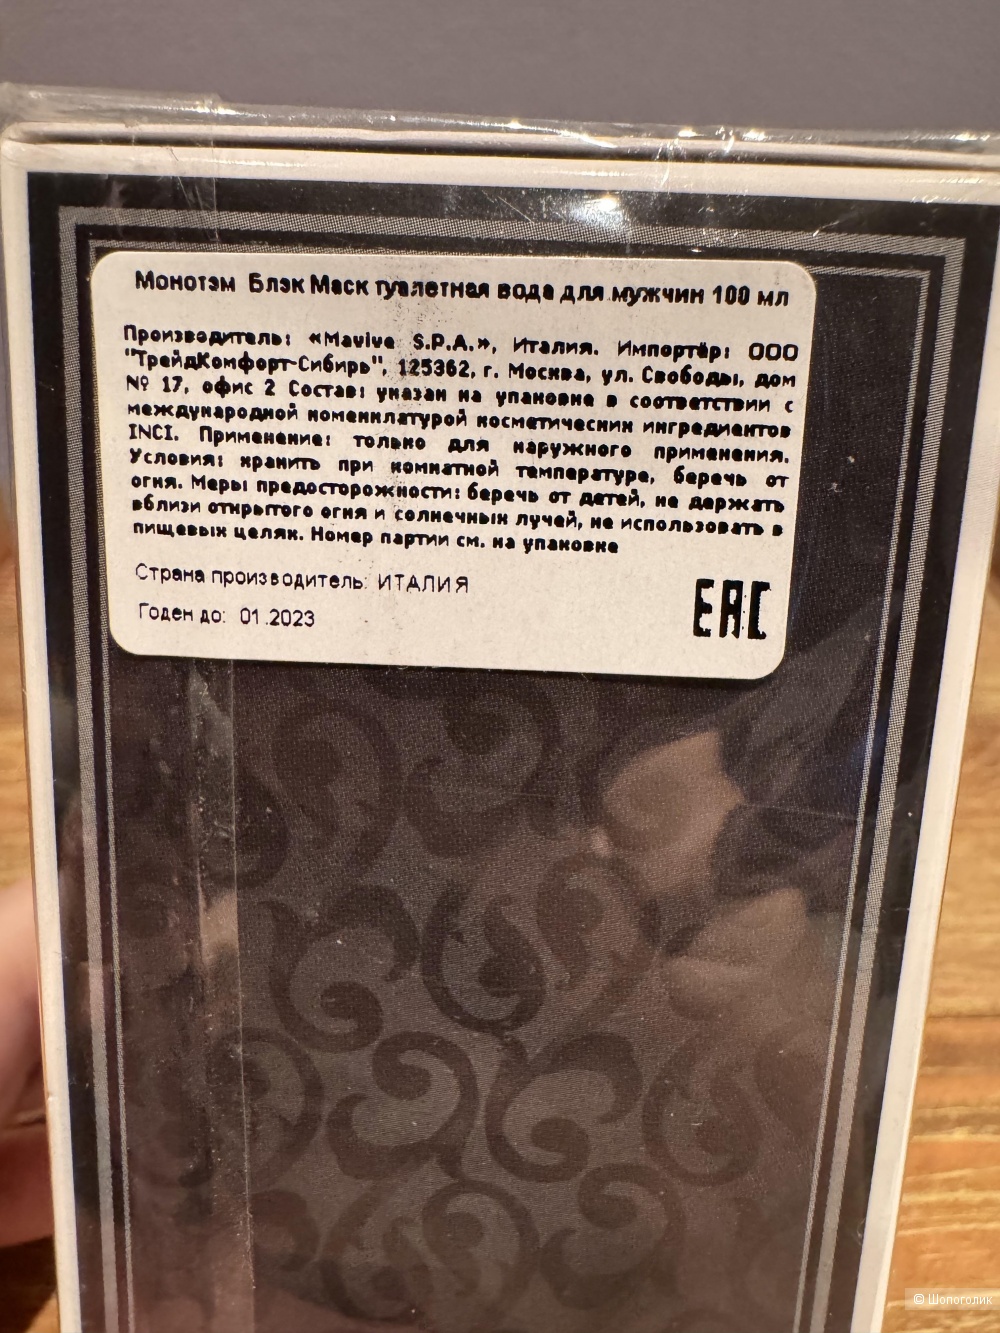 Монотэм Блэк Маск туалетная вода для мужчин 100 мл
Производитель: «Mavive S.P.A.», Италия. Импортёр: ООО
"ТрейдКомфорт-Сибирь", 125362, г. Москва, ул. Свободы, дом
№ 17, офис 2 Состав: указан на упаковке в соответствии с
международной номенклатурой косметических ингредиентов
INCI. Применение: только для наружного применения.
Условия: хранить при комнатной температуре, беречь от
огня. Меры предосторожности: беречь от детей, не держать
вблизи открытого огня и солнечных лучей, не использовать в
пищевых целях. Номер партии см. на упаковке
Страна производитель: ИТАЛИЯ
Годен до: 01.2023
EAC
© Шопоголик